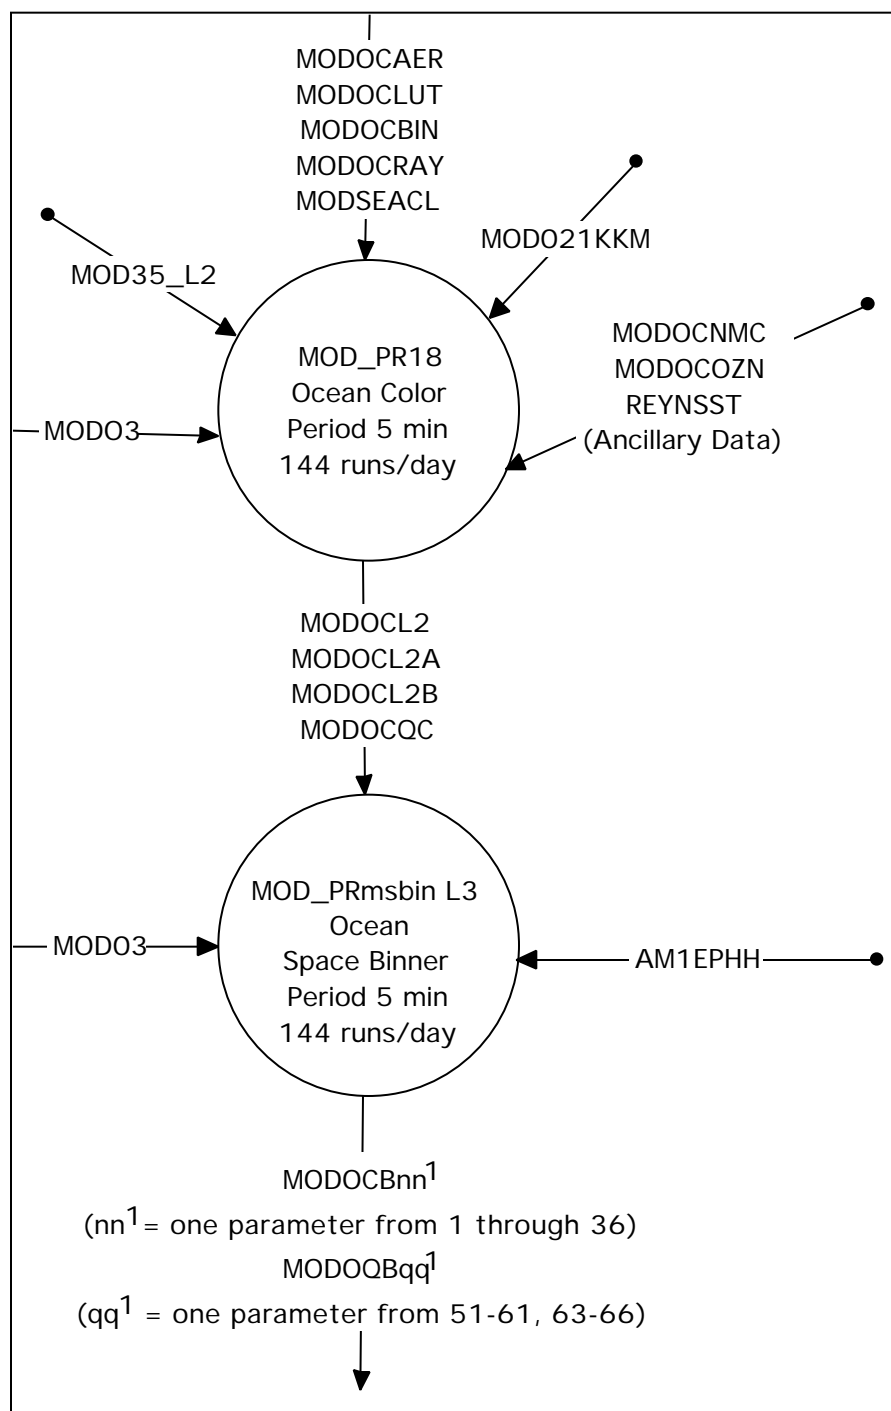 MODOCAER
MODOCLUT
MODOCBIN
MODOCRAY
MODSEACL
MOD021KKM
MOD35_L2
MODOCNMC
MODOCOZN
REYNSST
(Ancillary Data)
MOD_PR18
Ocean Color
Period 5 min
144 runs/day
MOD03
MODOCL2
MODOCL2A
MODOCL2B
MODOCQC
MOD_PRmsbin L3
Ocean
Space Binner
Period 5 min
144 runs/day
MOD03
AM1EPHH
MODOCBnn¹
(nn¹= one parameter from 1 through 36)
MODOQBqq¹
(qq¹ = one parameter from 51-61, 63-66)